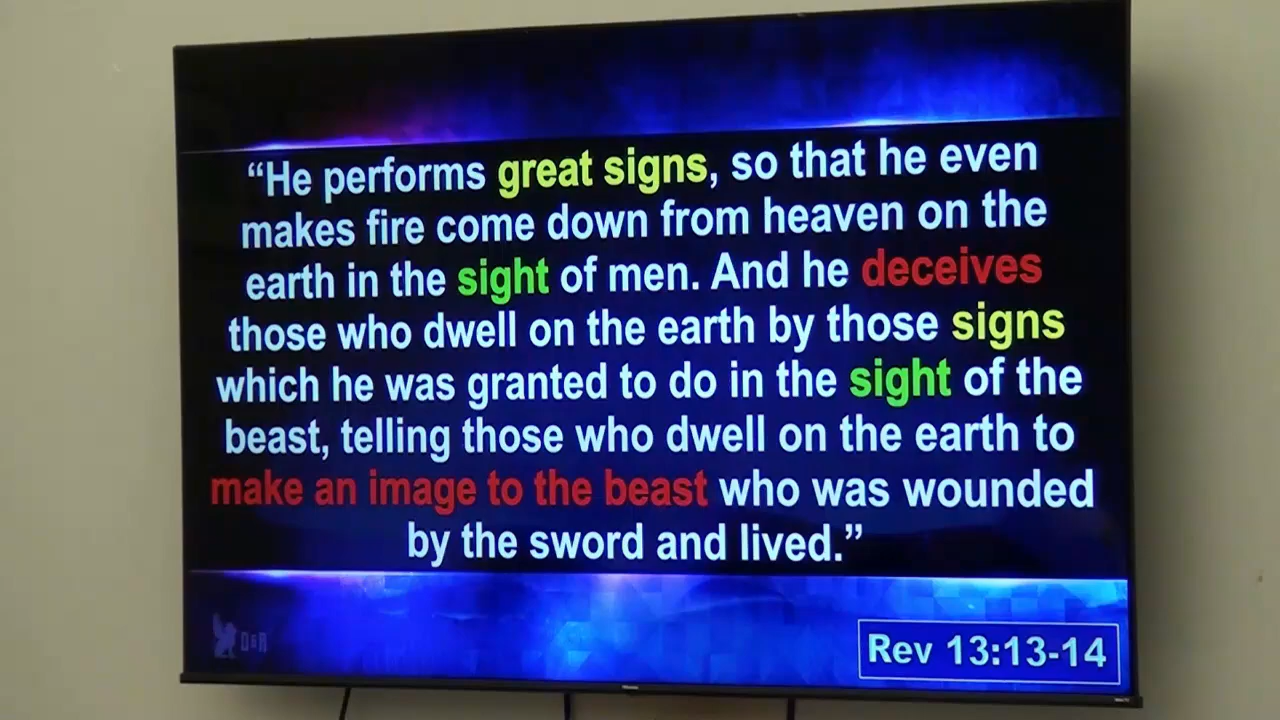 “He performs great signs, so that he even
makes fire come down from heaven on the
earth in the sight of men. And he deceives
those who dwell on the earth by those signs
which he was granted to do in the sight of the
beast, telling those who dwell on the earth to
make an image to the beast who was wounded
by the sword and lived.”
D&R
Rev 13:13-14